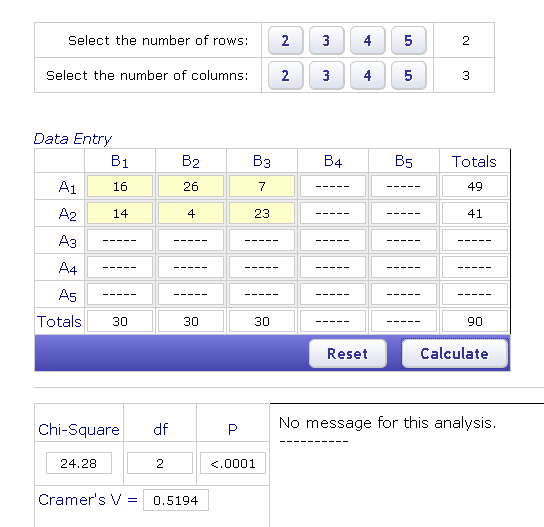 Select the number of rows: 2 3 4 5 2
Select the number of columns: 2 3 4 5 3
Data Entry
B1 B2 B3 B4 B5 Totals
A1 16 26 7 ----- ----- 49
A2 14 4 23 ----- ----- 41
A3 ----- ----- ----- ----- ----- -----
A4 ----- ----- ----- ----- ----- -----
A5 ----- ----- ----- ----- ----- -----
Totals 30 30 30 ----- ----- 90
Reset Calculate
Chi-Square df P
No message for this analysis.
----------
24.28 2 <.0001
Cramer's V = 0.5194